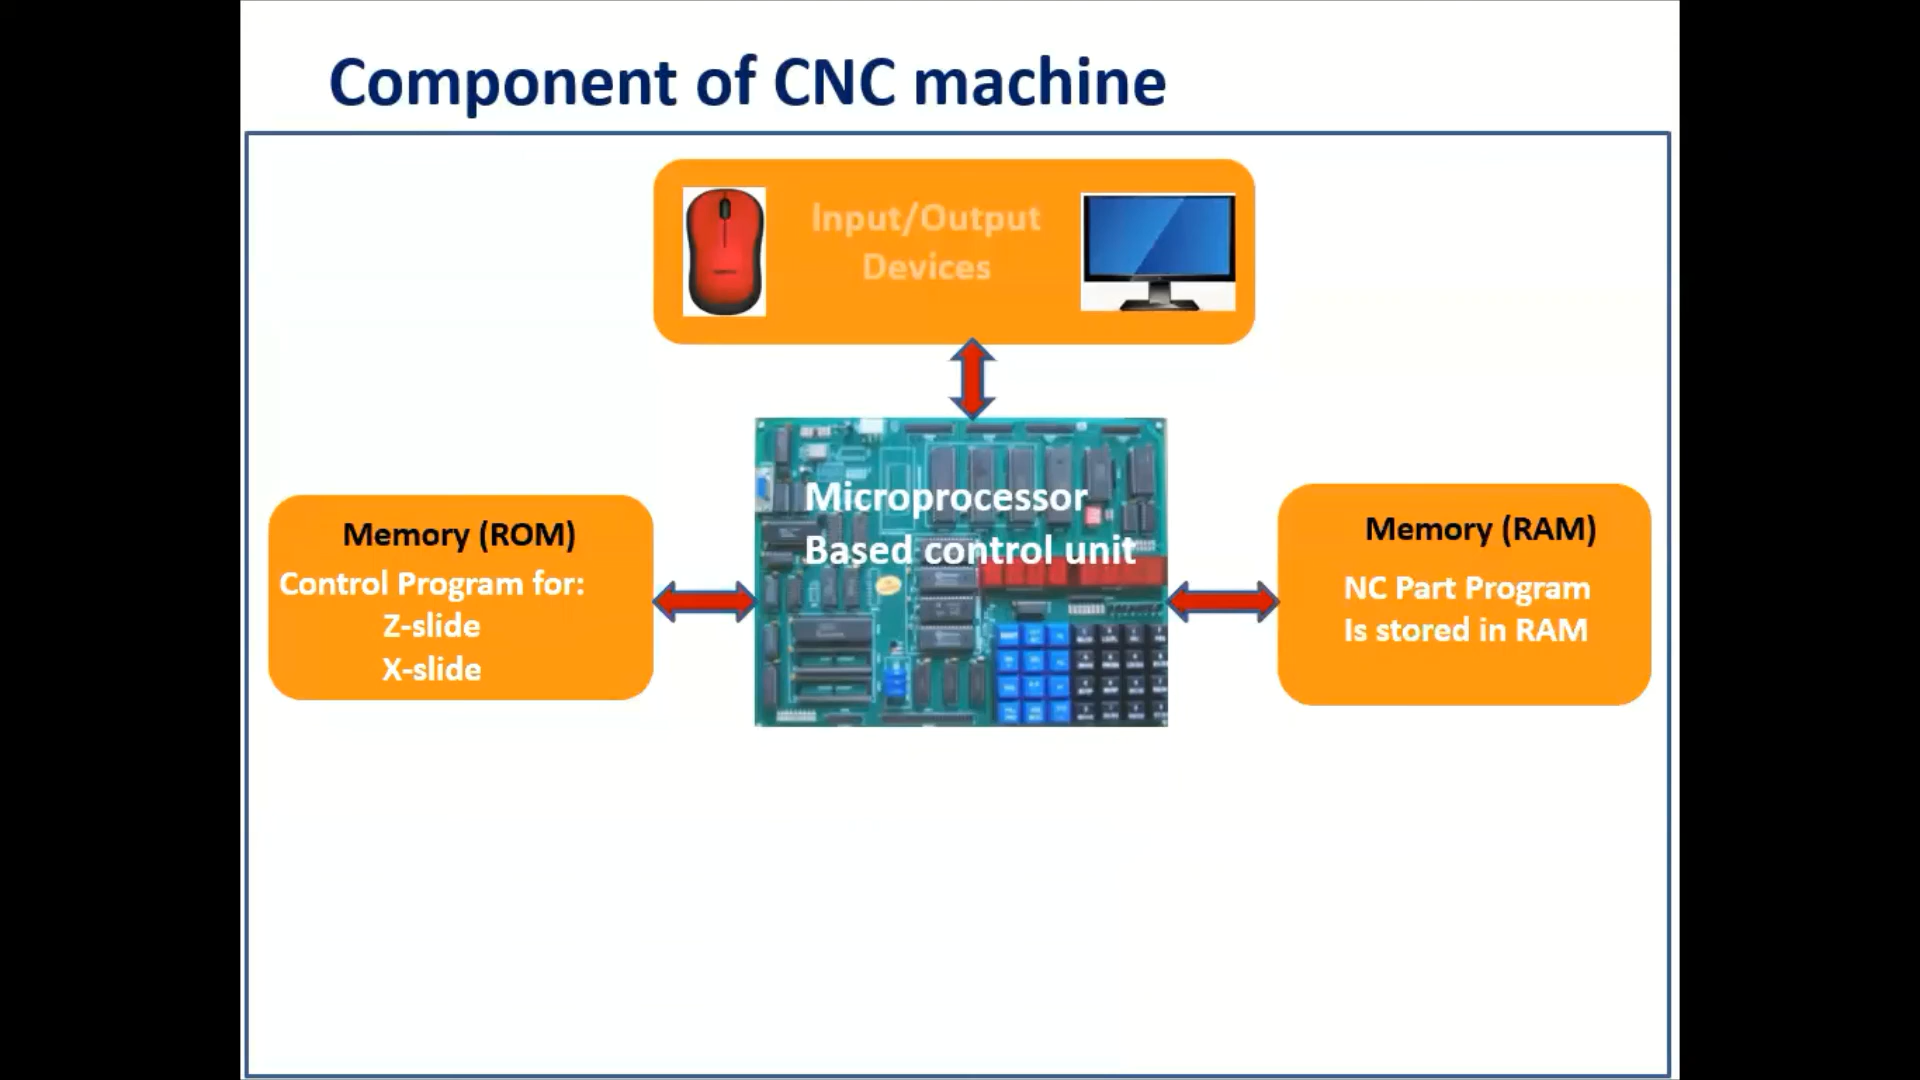 Component of CNC machine
Input/Output
Devices
Microprocessor
Based control unit
Memory (ROM)
Control Program for:
Z-slide
X-slide
Memory (RAM)
NC Part Program
Is stored in RAM